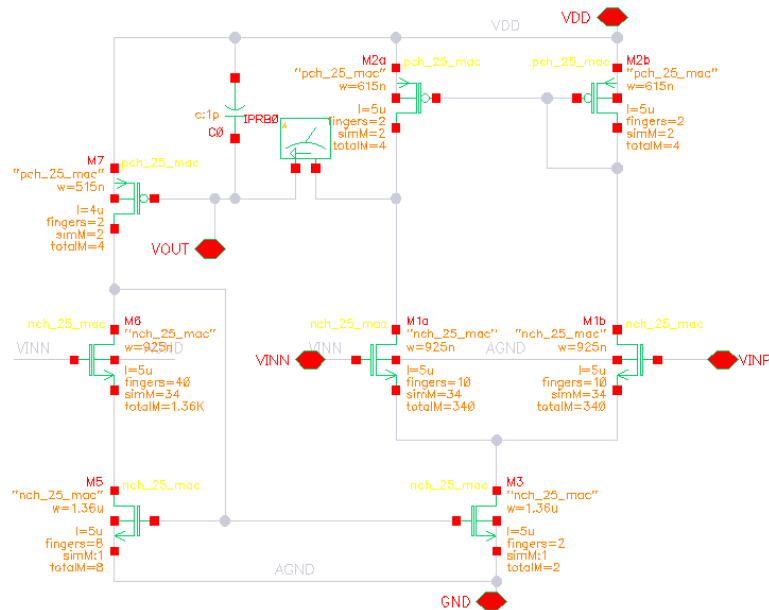 VDD
VDD
M2a
pch_25_mac
"pch_25_mac"
w=615n
l=5u
fingers=2
simM=2
totalM=4
pch_25_mac
M2b
"pch_25_mac"
w=615n
l=5u
fingers=2
simM=2
totalM=4
c:1p
C0
IPRB0
M7
pch_25_mac
"pch_25_mac"
w=515n
l=4u
fingers=2
simM=2
totalM=4
VOUT
nch_25_mac
M6
"nch_25_mac"
w=925n
VINN
AGND
l=5u
fingers=40
simM=34
totalM=1.36K
nch_25_mac
M1a
"nch_25_mac"
w=925n
VINN
VINN
l=5u
fingers=10
simM=34
totalM=340
AGND
M1b
nch_25_mac
"nch_25_mac"
w=925n
VINP
l=5u
fingers=10
simM=34
totalM=340
M5
nch_25_mac
"nch_25_mac"
w=1.36u
l=5u
fingers=8
simM:1
totalM=8
nch_25_mac
M3
"nch_25_mac"
w=1.36u
l=5u
fingers=2
simM:1
totalM=2
AGND
GND